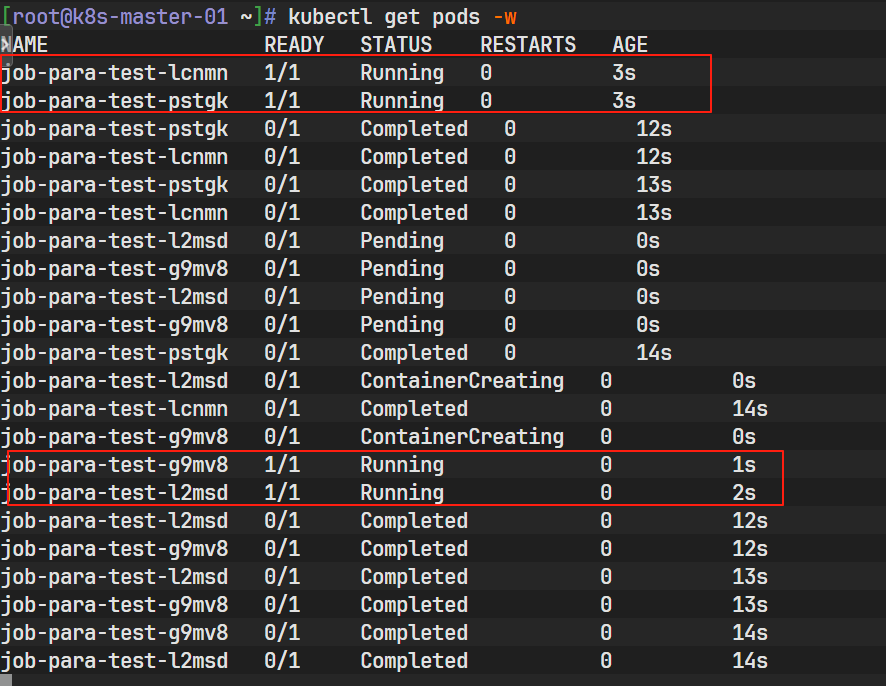 [root@k8s-master-01 ~]# kubectl get pods -w
NAME READY STATUS RESTARTS AGE
job-para-test-lcnmn 1/1 Running 0 3s
job-para-test-pstgk 1/1 Running 0 3s
job-para-test-pstgk 0/1 Completed 0 12s
job-para-test-lcnmn 0/1 Completed 0 12s
job-para-test-pstgk 0/1 Completed 0 13s
job-para-test-lcnmn 0/1 Completed 0 13s
job-para-test-l2msd 0/1 Pending 0 0s
job-para-test-g9mv8 0/1 Pending 0 0s
job-para-test-l2msd 0/1 Pending 0 0s
job-para-test-g9mv8 0/1 Pending 0 0s
job-para-test-pstgk 0/1 Completed 0 14s
job-para-test-l2msd 0/1 ContainerCreating 0 0s
job-para-test-lcnmn 0/1 Completed 0 14s
job-para-test-g9mv8 0/1 ContainerCreating 0 0s
job-para-test-g9mv8 1/1 Running 0 1s
job-para-test-l2msd 1/1 Running 0 2s
job-para-test-l2msd 0/1 Completed 0 12s
job-para-test-g9mv8 0/1 Completed 0 12s
job-para-test-l2msd 0/1 Completed 0 13s
job-para-test-g9mv8 0/1 Completed 0 13s
job-para-test-g9mv8 0/1 Completed 0 14s
job-para-test-l2msd 0/1 Completed 0 14s